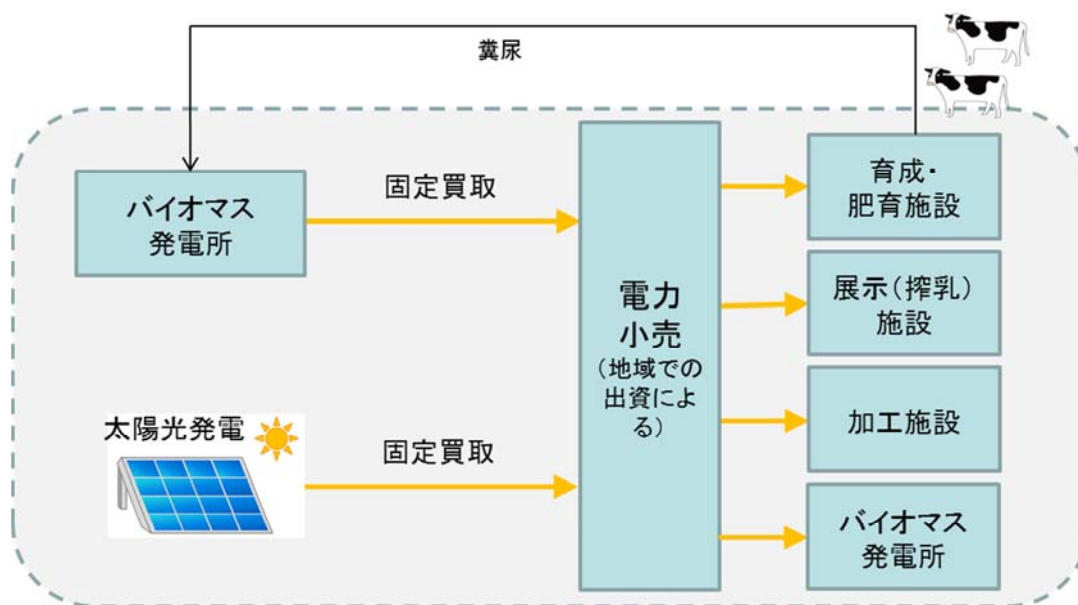 糞尿
バイオマス
発電所
固定買取
太陽光発電
固定買取
電力
小売
(地域での
出資によ
る)
育成・
肥育施設
展示(搾乳)
施設
加工施設
バイオマス
発電所